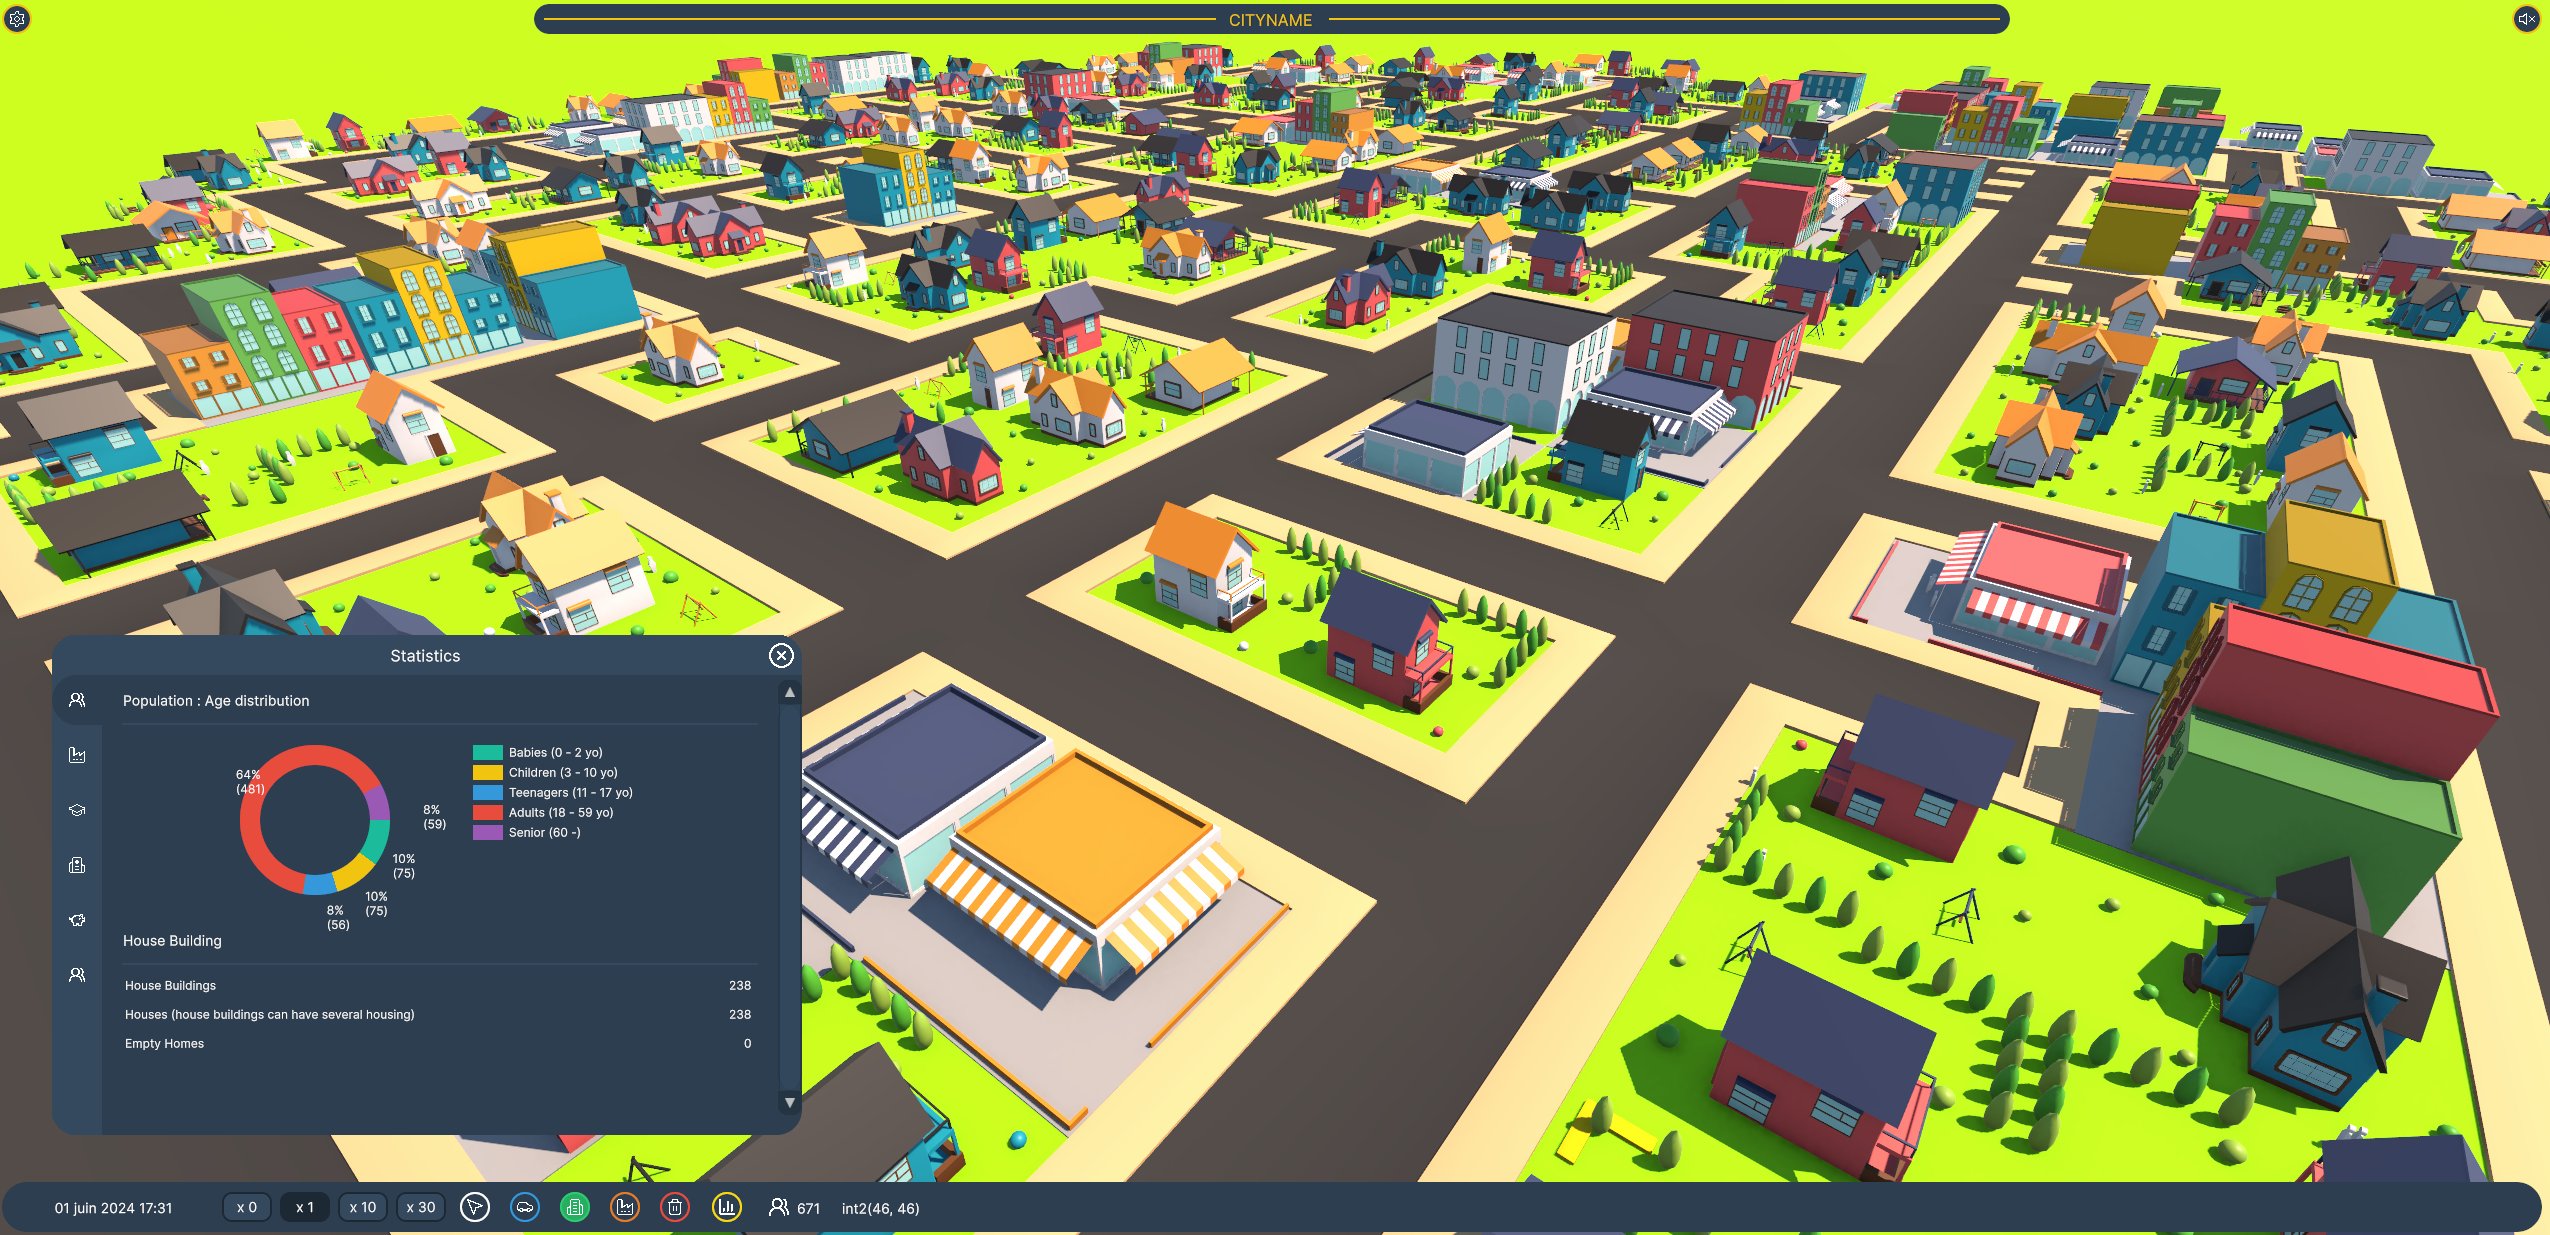 CITYNAME
Statistics
Population : Age distribution
64%
(481)
8%
(59)
10%
(75)
10%
(75)
8%
(56)
Babies (0 - 2 yo)
Children (3 - 10 yo)
Teenagers (11 - 17 yo)
Adults (18 - 59 yo)
Senior (60 -)
House Building
House Buildings 238
Houses (house buildings can have several housing) 238
Empty Homes 0
01 juin 2024 17:31 x 0 x 1 x 10 x 30 671 int2(46, 46)